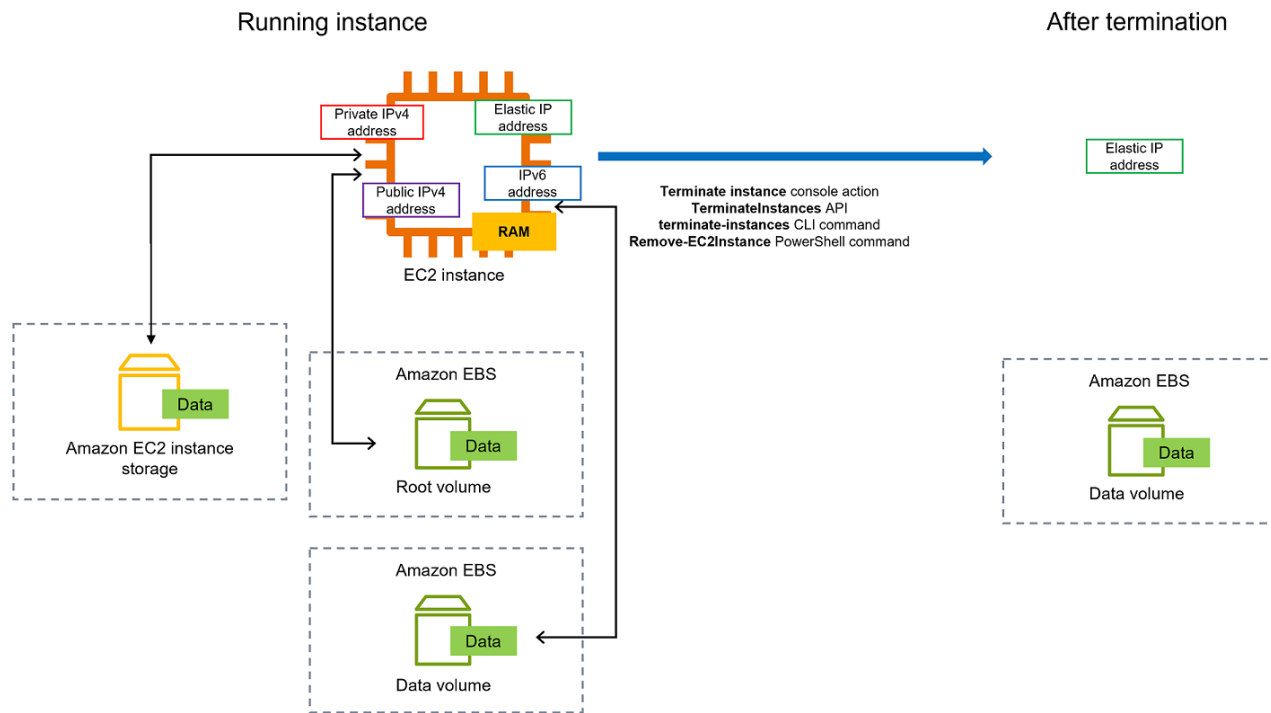 Running instance
After termination
Private IPv4
address
Elastic IP
address
Public IPv4
address
IPv6
address
RAM
EC2 instance
Terminate instance console action
TerminateInstances API
terminate-instances CLI command
Remove-EC2Instance PowerShell command
Elastic IP
address
Data
Amazon EC2 instance
storage
Amazon EBS
Data
Root volume
Amazon EBS
Data
Data volume
Amazon EBS
Data
Data volume